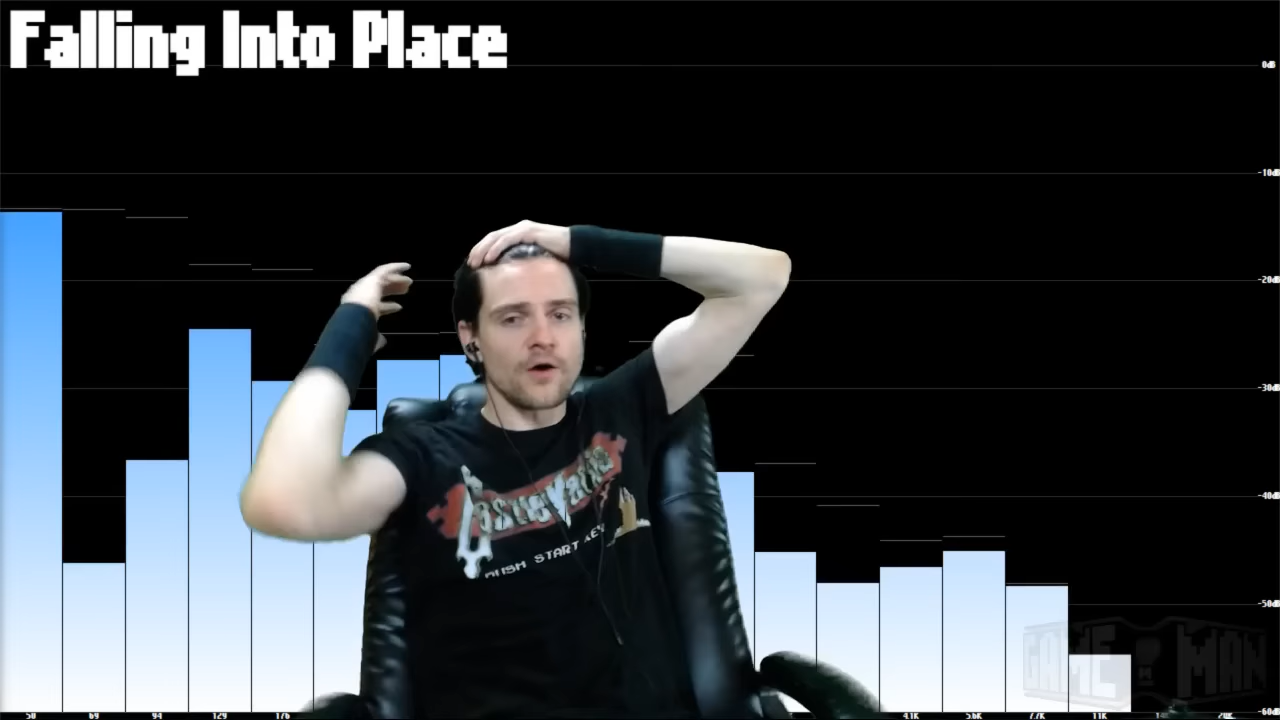 Falling Into Place
0dB
-10dB
-20dB
-30dB
-40dB
CastleVania
PUSH START KEY
-50dB
GAME MAN
-60dB
50 69 94 129 176 4.1K 5.6K 7.7K 11K 20K